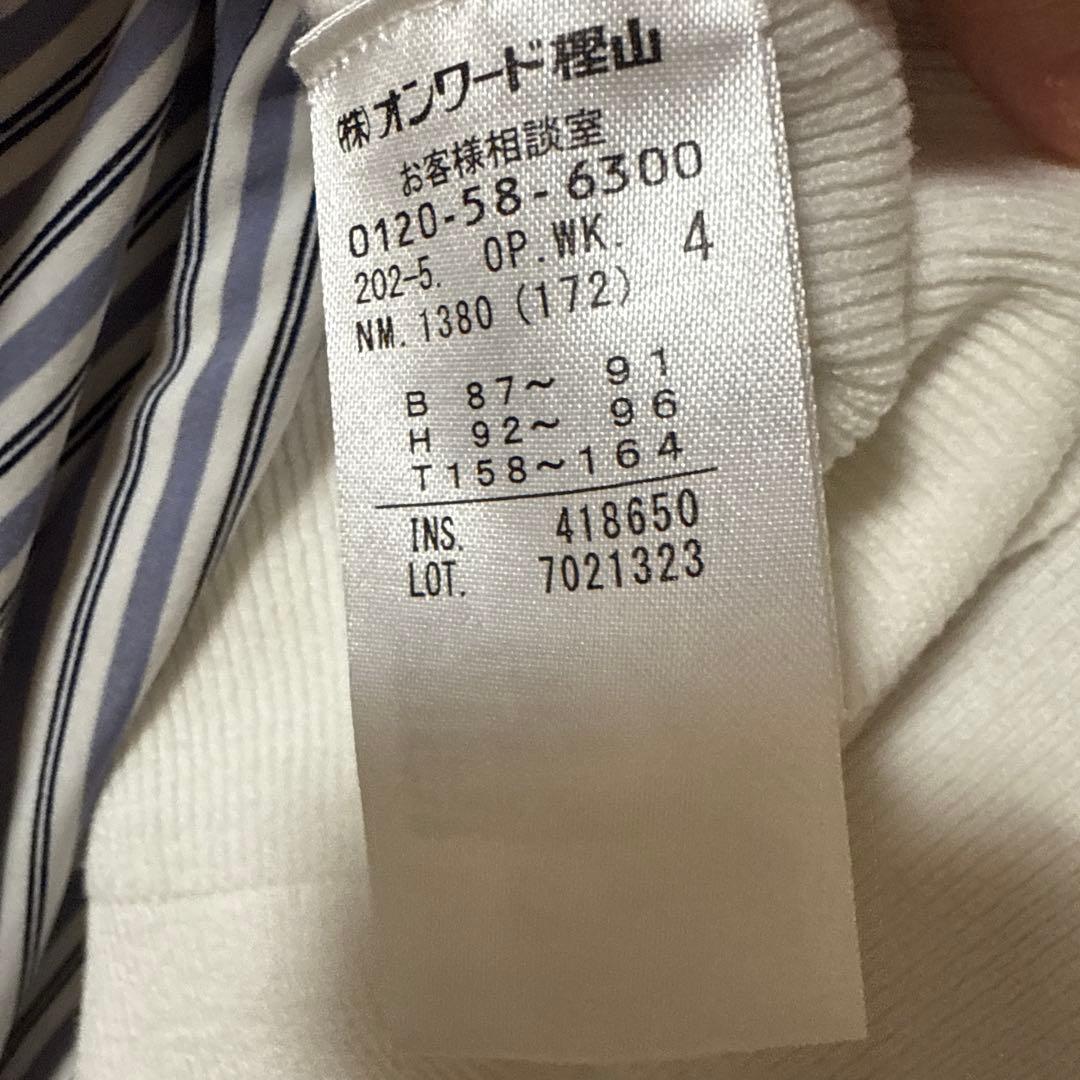 (株)オンワード樫山
お客様相談室
0120-58-6300
202-5. OP.WK. 4
NM. 1380 (172)
B 87～ 91
H 92～ 96
T158～164
INS. 418650
LOT. 7021323